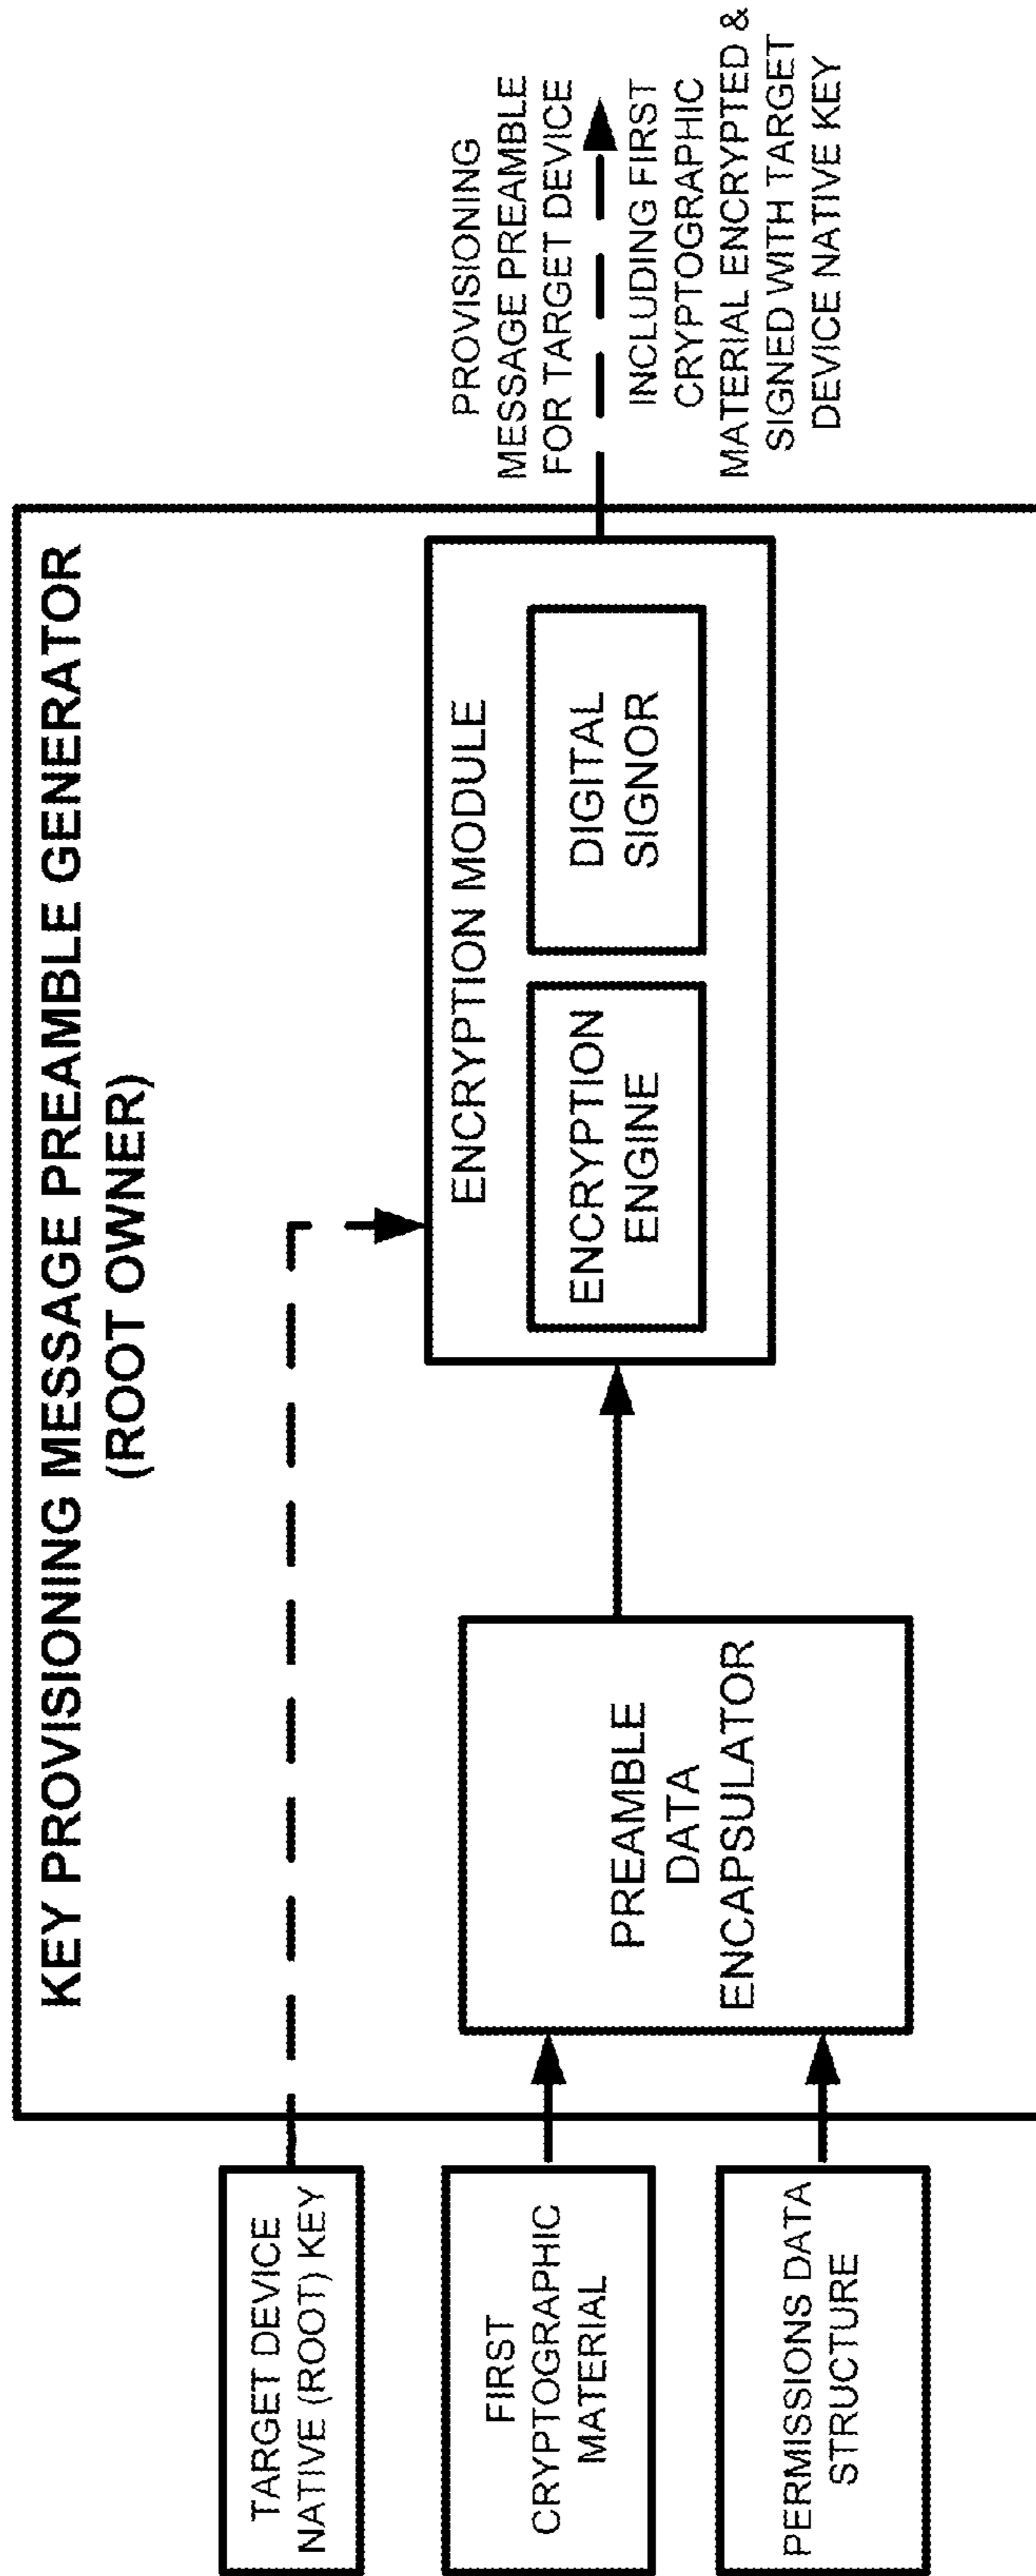 KEY PROVISIONING MESSAGE PREAMBLE GENERATOR
(ROOT OWNER)
TARGET DEVICE
NATIVE (ROOT) KEY
FIRST
CRYPTOGRAPHIC
MATERIAL
PERMISSIONS DATA
STRUCTURE
PREAMBLE
DATA
ENCAPSULATOR
ENCRYPTION MODULE
ENCRYPTION
ENGINE
DIGITAL
SIGNOR
PROVISIONING
MESSAGE PREAMBLE
FOR TARGET DEVICE
INCLUDING FIRST
CRYPTOGRAPHIC
MATERIAL ENCRYPTED &
SIGNED WITH TARGET
DEVICE NATIVE KEY